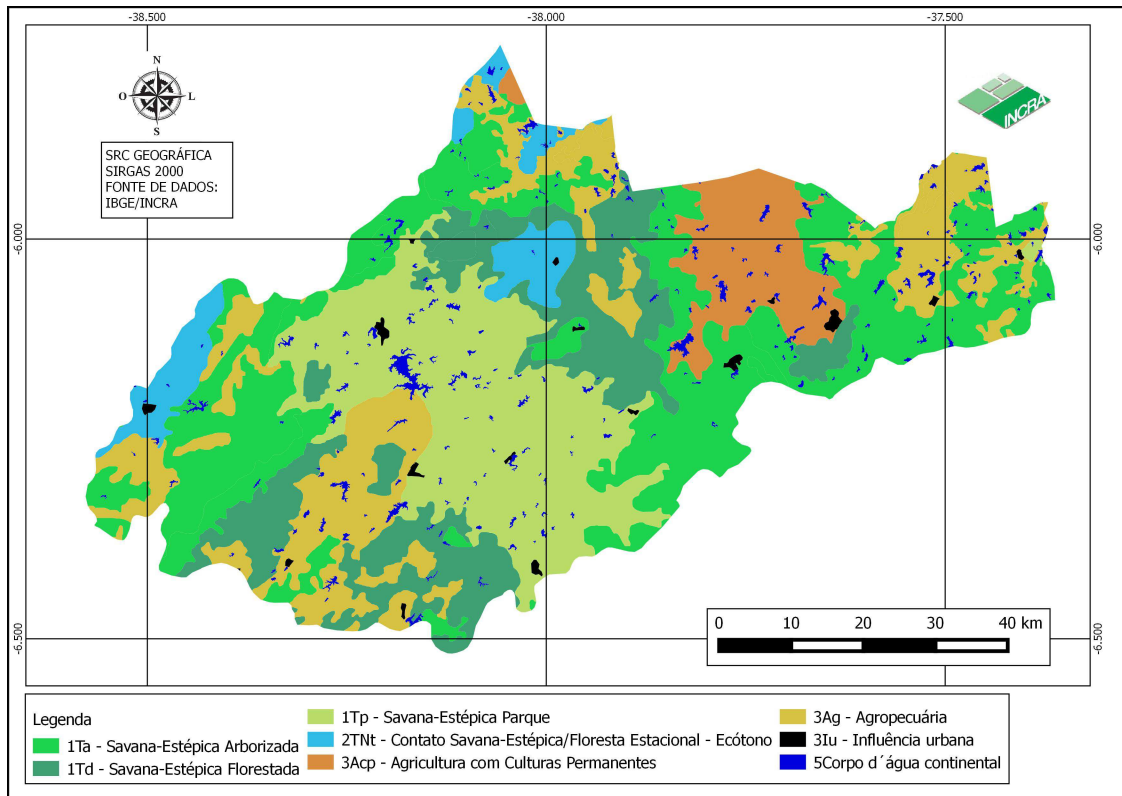 -38.500
-38.000
-37.500
N
O
L
S
INCRA
SRC GEOGRÁFICA
SIRGAS 2000
FONTE DE DADOS:
IBGE/INCRA
-6.000
-6.000
-6.500
-6.500
0 10 20 30 40 km
Legenda
1Ta - Savana-Estépica Arborizada
1Td - Savana-Estépica Florestada
1Tp - Savana-Estépica Parque
2TNt - Contato Savana-Estépica/Floresta Estacional - Ecótono
3Acp - Agricultura com Culturas Permanentes
3Ag - Agropecuária
3Iu - Influência urbana
5Corpo d´água continental